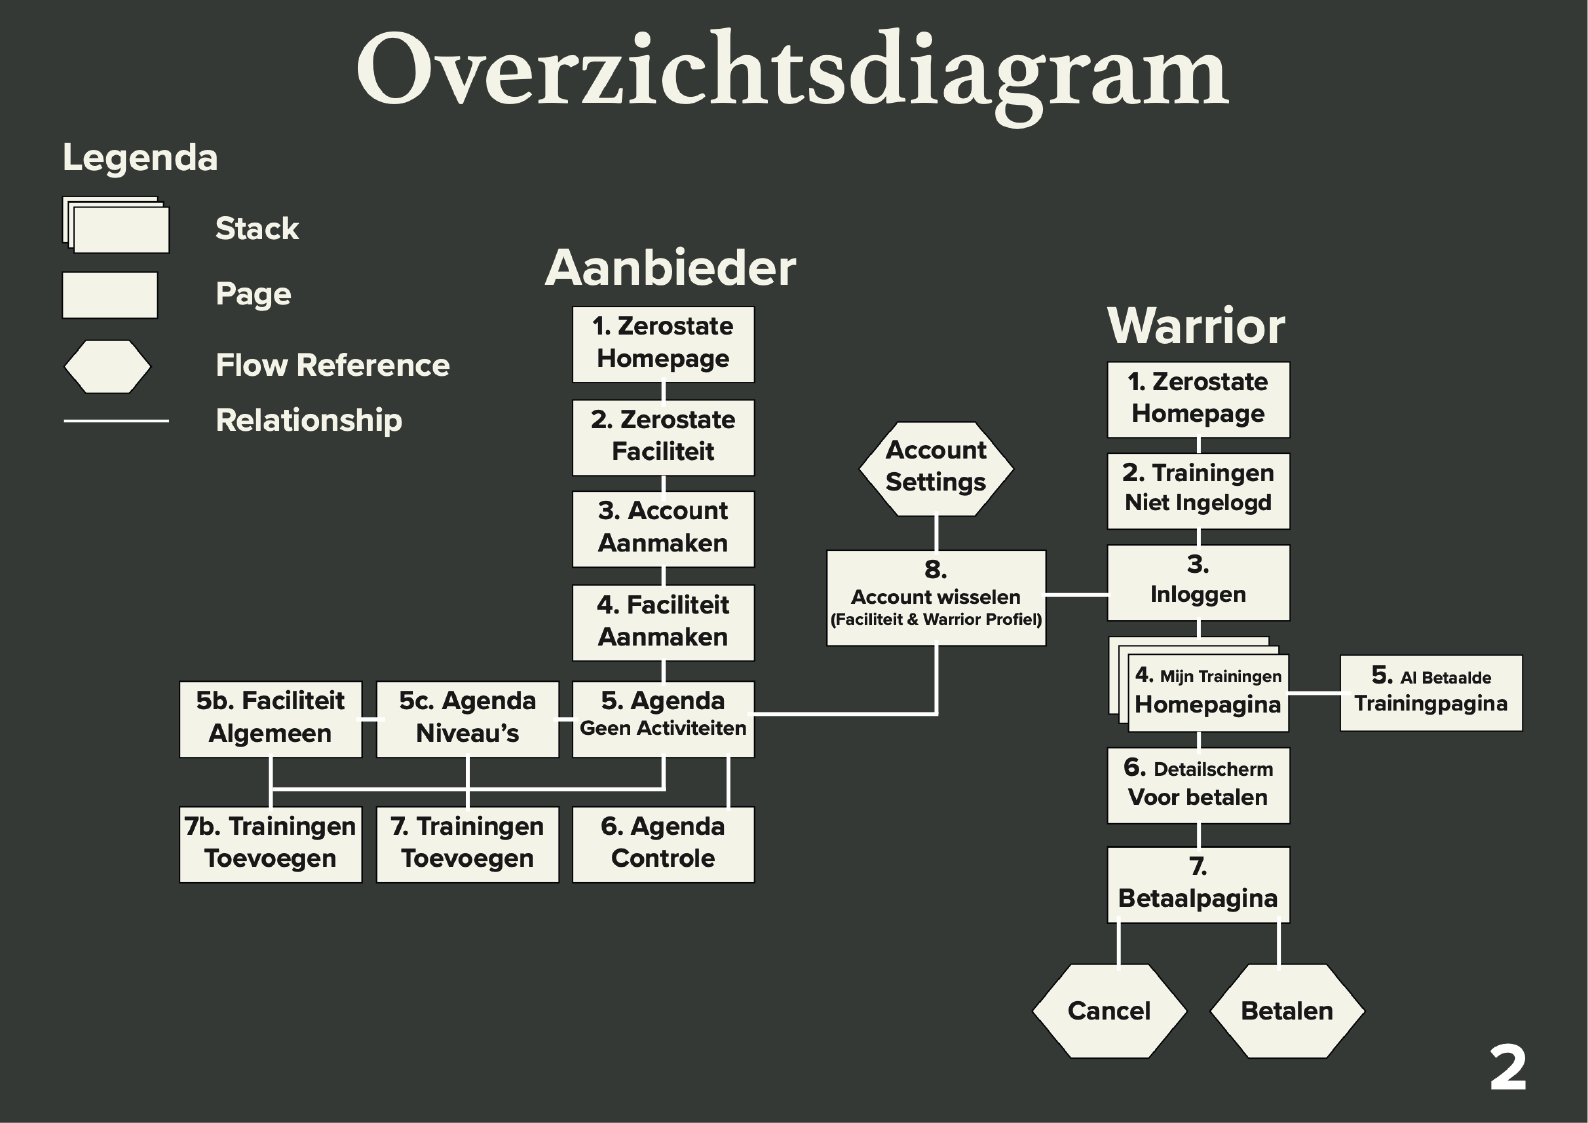 Overzichtsdiagram
Legenda
Stack
Page
Flow Reference
Relationship
Aanbieder
1. Zerostate
Homepage
2. Zerostate
Faciliteit
3. Account
Aanmaken
4. Faciliteit
Aanmaken
5b. Faciliteit
Algemeen
5c. Agenda
Niveau's
5. Agenda
Geen Activiteiten
7b. Trainingen
Toevoegen
7. Trainingen
Toevoegen
6. Agenda
Controle
Account
Settings
8.
Account wisselen
(Faciliteit & Warrior Profiel)
Warrior
1. Zerostate
Homepage
2. Trainingen
Niet Ingelogd
3.
Inloggen
4. Mijn Trainingen
Homepagina
5. Al Betaalde
Trainingpagina
6. Detailscherm
Voor betalen
7.
Betaalpagina
Cancel
Betalen
2